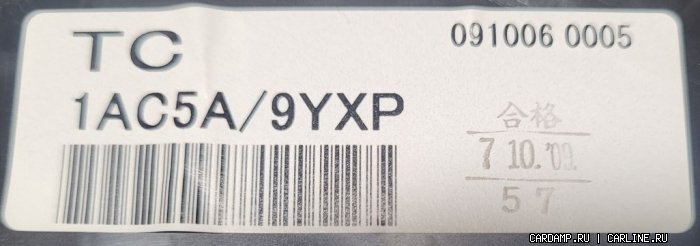 TC
091006 0005
1AC5A/9YXP
合格
7 10.'09.
57
CARDAMP.RU | CARLINE.RU